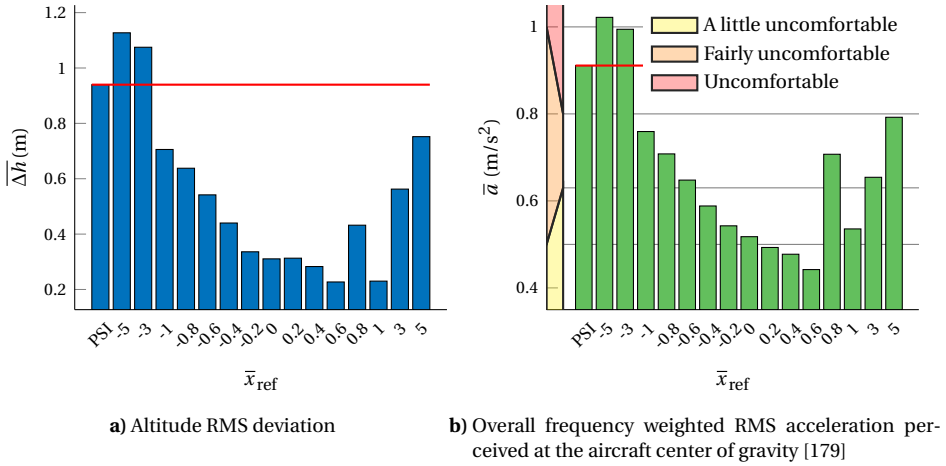 1.2
1
0.8
0.6
0.4
0.2
Δh (m)
PSI -5 -3 -1 -0.8 -0.6 -0.4 -0.2 0 0.2 0.4 0.6 0.8 1 3 5
x̅ref
a) Altitude RMS deviation
1
0.8
0.6
0.4
a̅ (m/s²)
A little uncomfortable
Fairly uncomfortable
Uncomfortable
PSI -5 -3 -1 -0.8 -0.6 -0.4 -0.2 0 0.2 0.4 0.6 0.8 1 3 5
x̅ref
b) Overall frequency weighted RMS acceleration per-
ceived at the aircraft center of gravity [179]